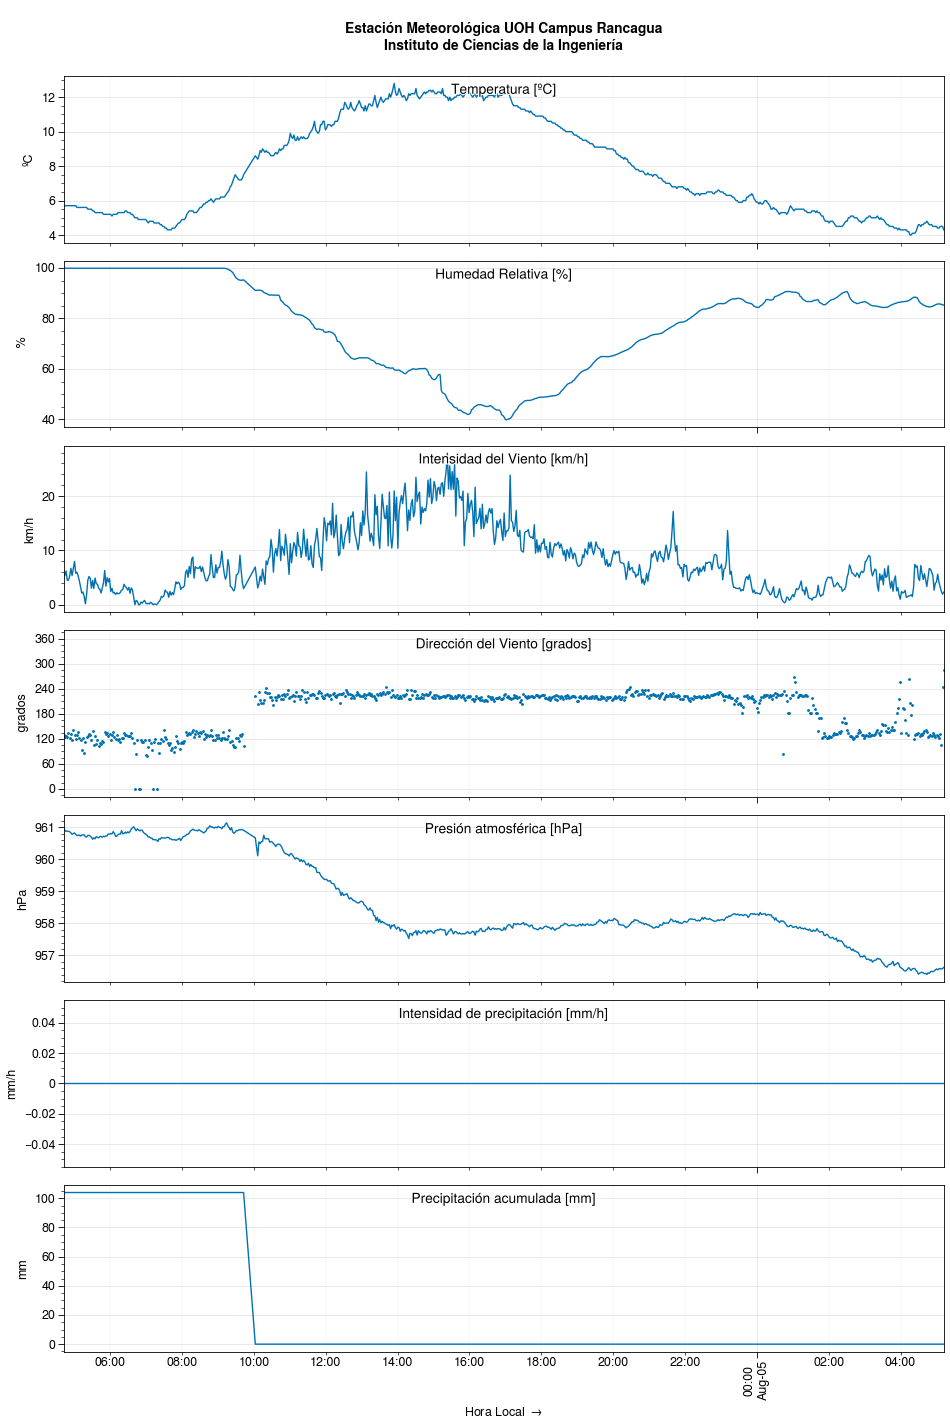 Estación Meteorológica UOH Campus Rancagua
Instituto de Ciencias de la Ingeniería
Temperatura [ºC]
12
10
8
6
4
ºC
Humedad Relativa [%]
100
80
60
40
%
Intensidad del Viento [km/h]
20
10
0
km/h
Dirección del Viento [grados]
360
300
240
180
120
60
0
grados
Presión atmosférica [hPa]
961
960
959
958
957
hPa
Intensidad de precipitación [mm/h]
0.04
0.02
0
−0.02
−0.04
mm/h
Precipitación acumulada [mm]
100
80
60
40
20
0
mm
06:00 08:00 10:00 12:00 14:00 16:00 18:00 20:00 22:00 00:00 02:00 04:00
Aug-05
Hora Local →